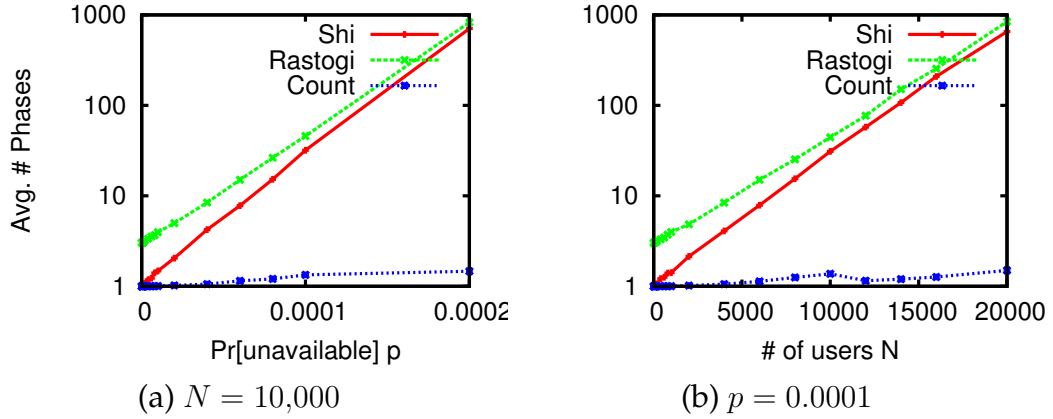 Avg. # Phases
1000
100
10
1
Shi
Rastogi
Count
0
0.0001
0.0002
Pr[unavailable] p
(a) N = 10,000
1000
100
10
1
Shi
Rastogi
Count
0
5000
10000
15000
20000
# of users N
(b) p = 0.0001